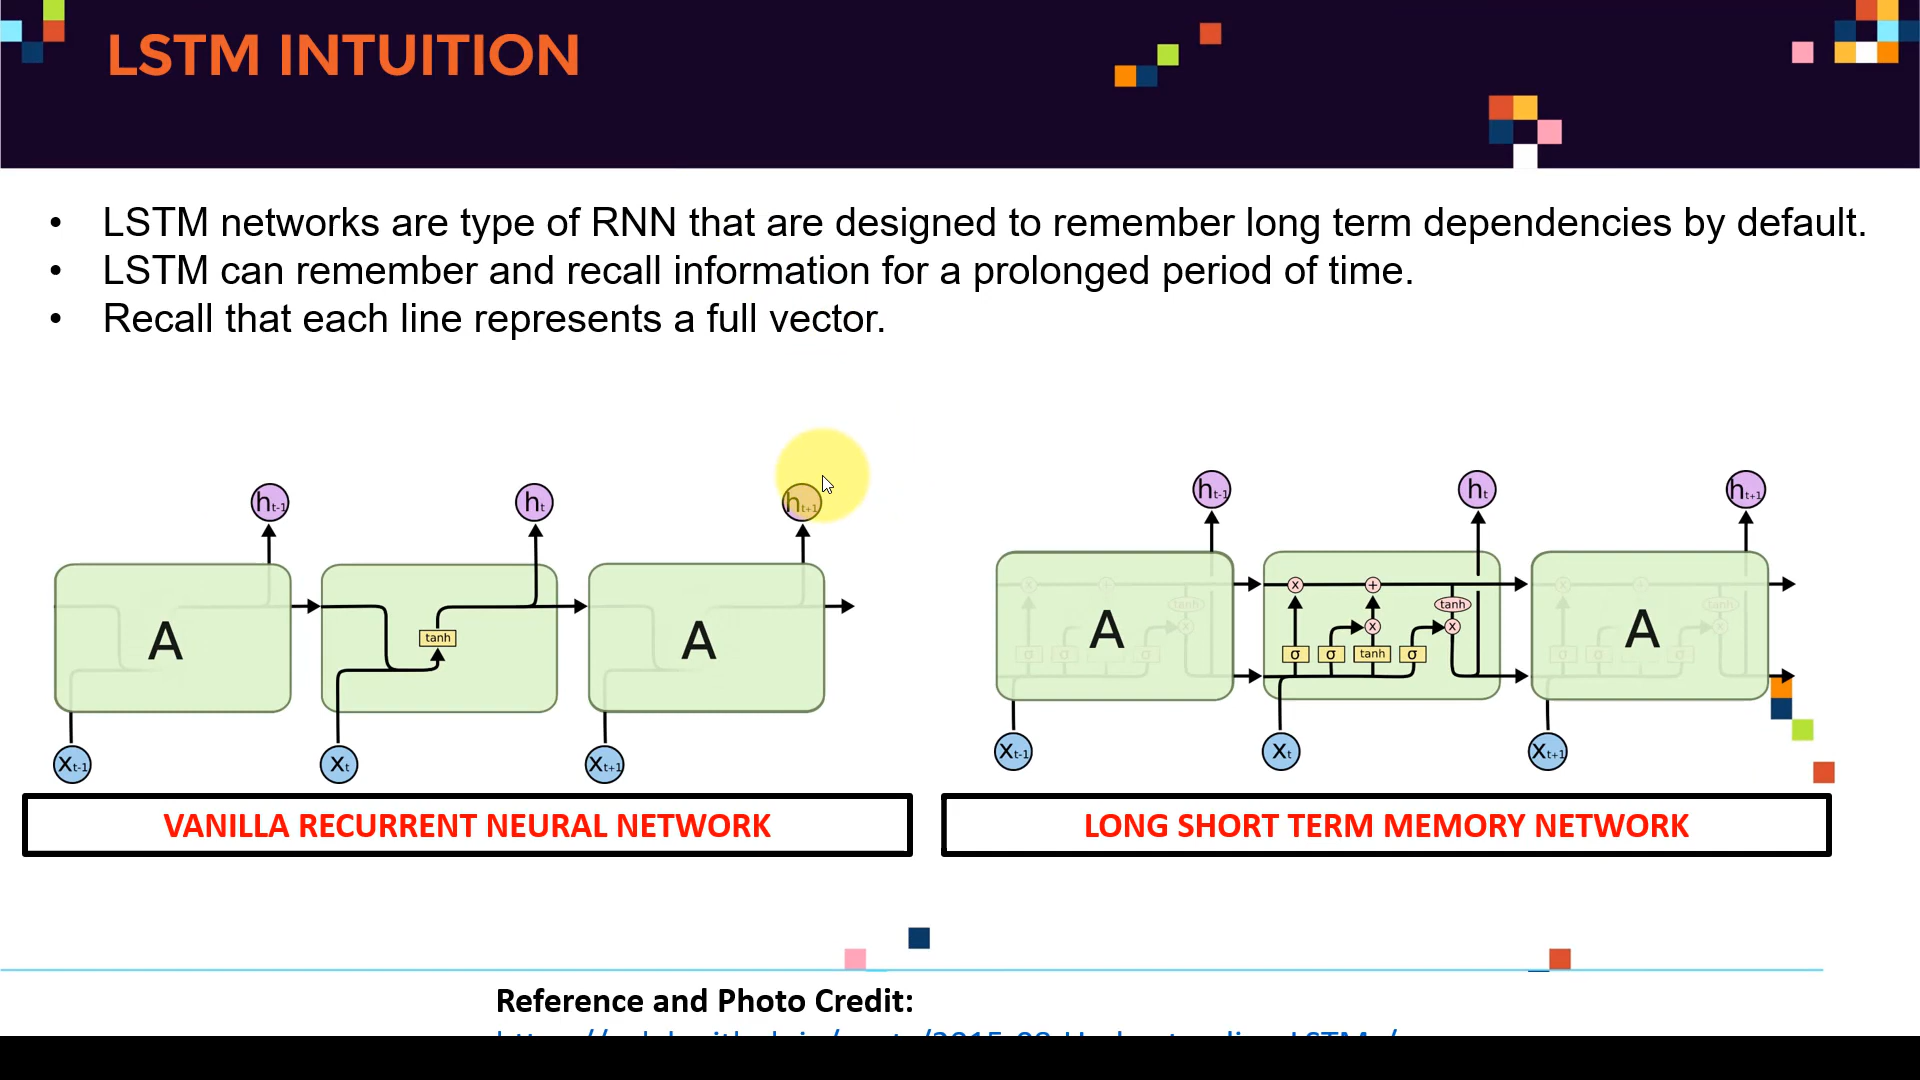 LSTM INTUITION
• LSTM networks are type of RNN that are designed to remember long term dependencies by default.
• LSTM can remember and recall information for a prolonged period of time.
• Recall that each line represents a full vector.
ht-1 ht ht+1
A tanh A
xt-1 xt xt+1
VANILLA RECURRENT NEURAL NETWORK
ht-1 ht ht+1
x + tanh
x x
A σ σ tanh σ A
xt-1 xt xt+1
LONG SHORT TERM MEMORY NETWORK
Reference and Photo Credit: